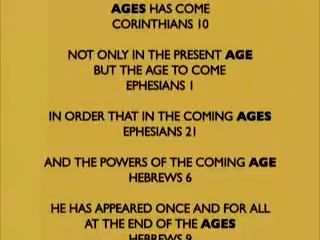 AGES HAS COME
CORINTHIANS 10
NOT ONLY IN THE PRESENT AGE
BUT THE AGE TO COME
EPHESIANS 1
IN ORDER THAT IN THE COMING AGES
EPHESIANS 21
AND THE POWERS OF THE COMING AGE
HEBREWS 6
HE HAS APPEARED ONCE AND FOR ALL
AT THE END OF THE AGES
HEBREWS 9